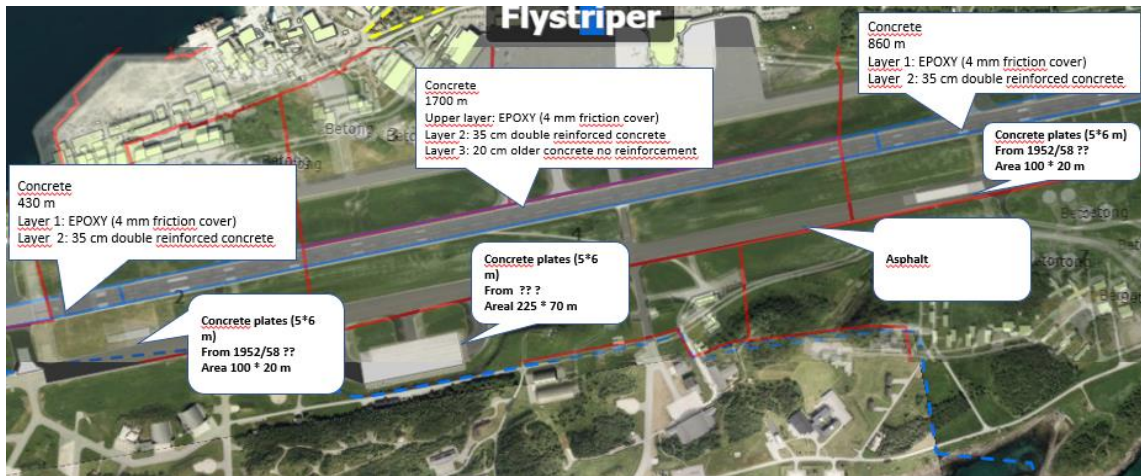 Flystriper
Concrete
860 m
Layer 1: EPOXY (4 mm friction cover)
Layer 2: 35 cm double reinforced concrete
Concrete
1700 m
Upper layer: EPOXY (4 mm friction cover)
Layer 2: 35 cm double reinforced concrete
Layer 3: 20 cm older concrete no reinforcement
Concrete plates (5*6 m)
From 1952/58 ??
Area 100 * 20 m
Concrete
430 m
Layer 1: EPOXY (4 mm friction cover)
Layer 2: 35 cm double reinforced concrete
Concrete plates (5*6
m)
From ?? ?
Areal 225 * 70 m
Asphalt
Concrete plates (5*6
m)
From 1952/58 ??
Area 100 * 20 m
Betong